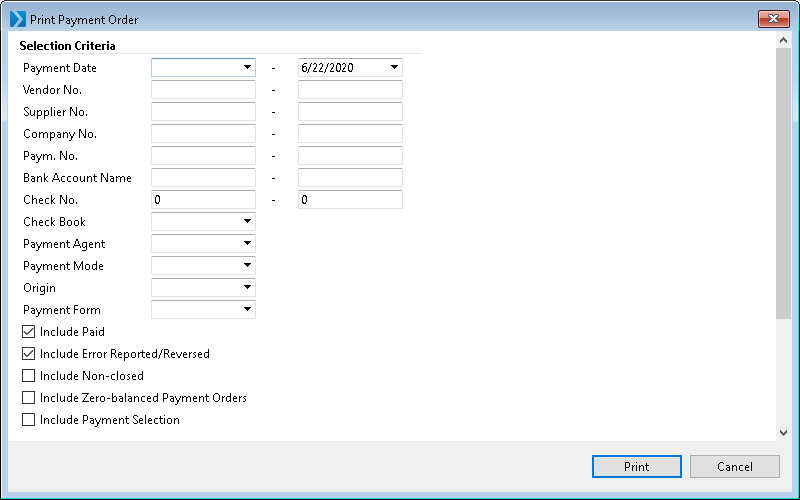 Print Payment Order
Selection Criteria
Payment Date - 6/22/2020
Vendor No. -
Supplier No. -
Company No. -
Paym. No. -
Bank Account Name -
Check No. 0 - 0
Check Book
Payment Agent
Payment Mode
Origin
Payment Form
Include Paid
Include Error Reported/Reversed
Include Non-closed
Include Zero-balanced Payment Orders
Include Payment Selection
Print Cancel